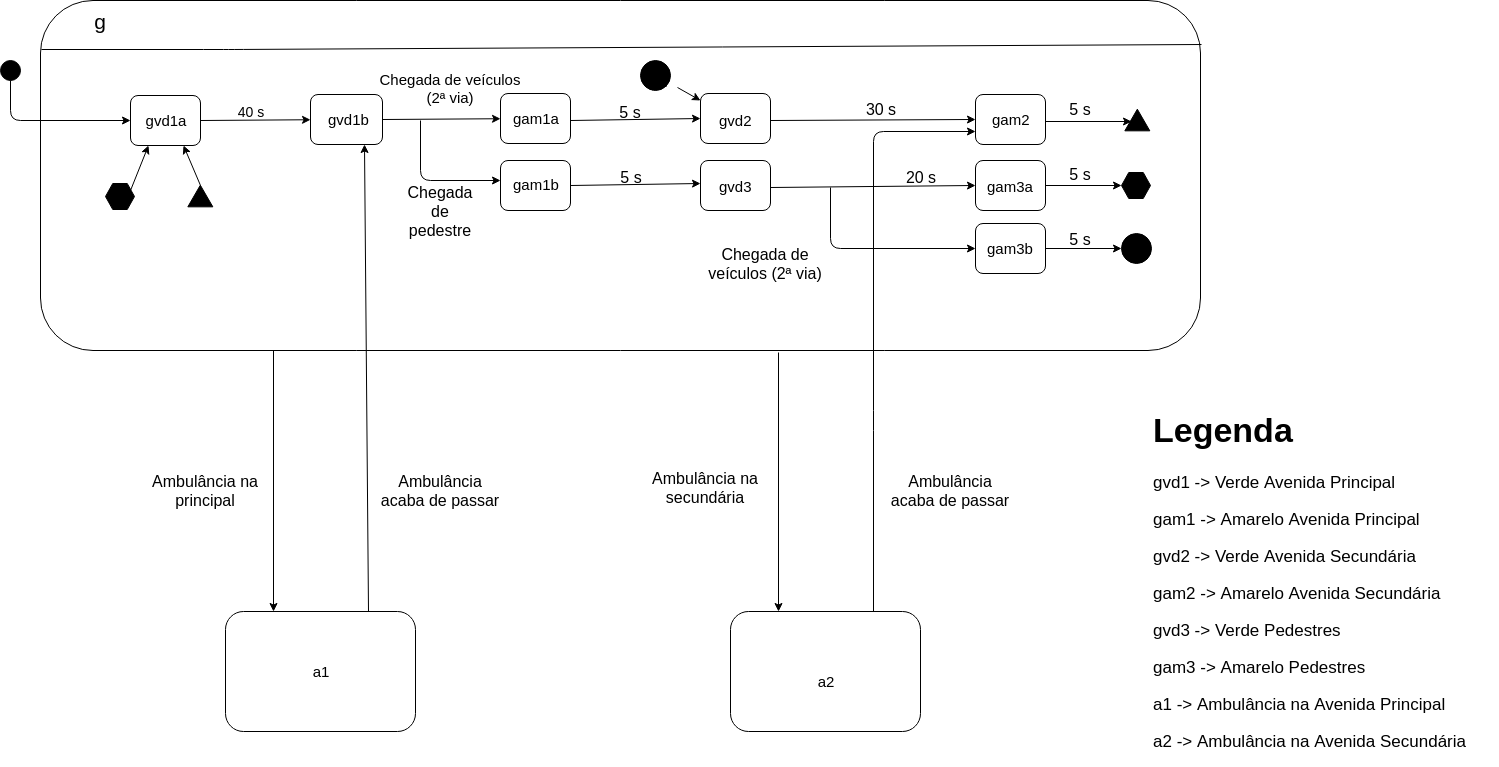 g
Chegada de veículos
(2ª via)
gvd1a
40 s
gvd1b
gam1a
5 s
gvd2
30 s
gam2
5 s
gam1b
5 s
gvd3
20 s
gam3a
5 s
Chegada
de
pedestre
Chegada de
veículos (2ª via)
gam3b
5 s
Ambulância na
principal
Ambulância
acaba de passar
Ambulância na
secundária
Ambulância
acaba de passar
a1
a2
Legenda
gvd1 -> Verde Avenida Principal
gam1 -> Amarelo Avenida Principal
gvd2 -> Verde Avenida Secundária
gam2 -> Amarelo Avenida Secundária
gvd3 -> Verde Pedestres
gam3 -> Amarelo Pedestres
a1 -> Ambulância na Avenida Principal
a2 -> Ambulância na Avenida Secundária